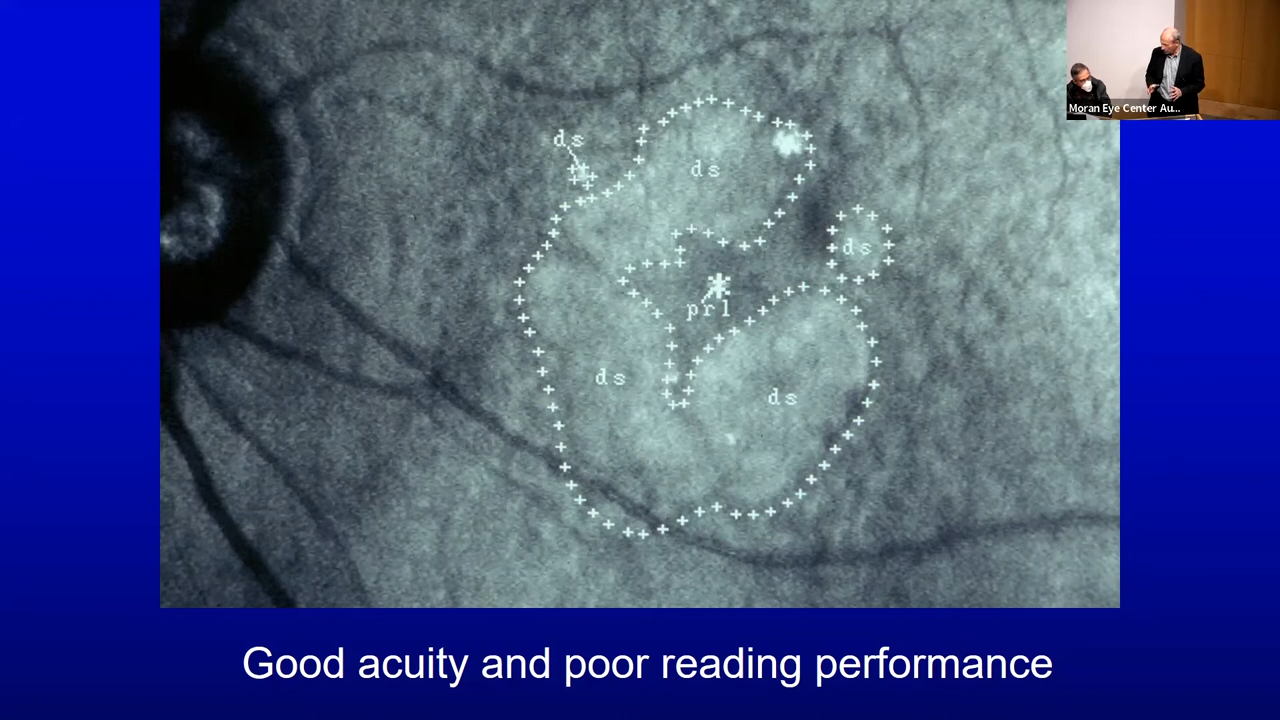 Moran Eye Center Au...
ds
ds
ds
prl
ds
ds
Good acuity and poor reading performance